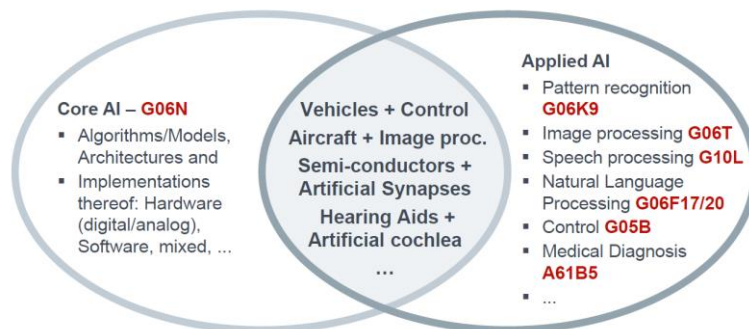 Core AI – G06N
▪ Algorithms/Models,
Architectures and
▪ Implementations
thereof: Hardware
(digital/analog),
Software, mixed, ...
Vehicles + Control
Aircraft + Image proc.
Semi-conductors +
Artificial Synapses
Hearing Aids +
Artificial cochlea
...
Applied AI
▪ Pattern recognition
G06K9
▪ Image processing G06T
▪ Speech processing G10L
▪ Natural Language
Processing G06F17/20
▪ Control G05B
▪ Medical Diagnosis
A61B5
▪ ...